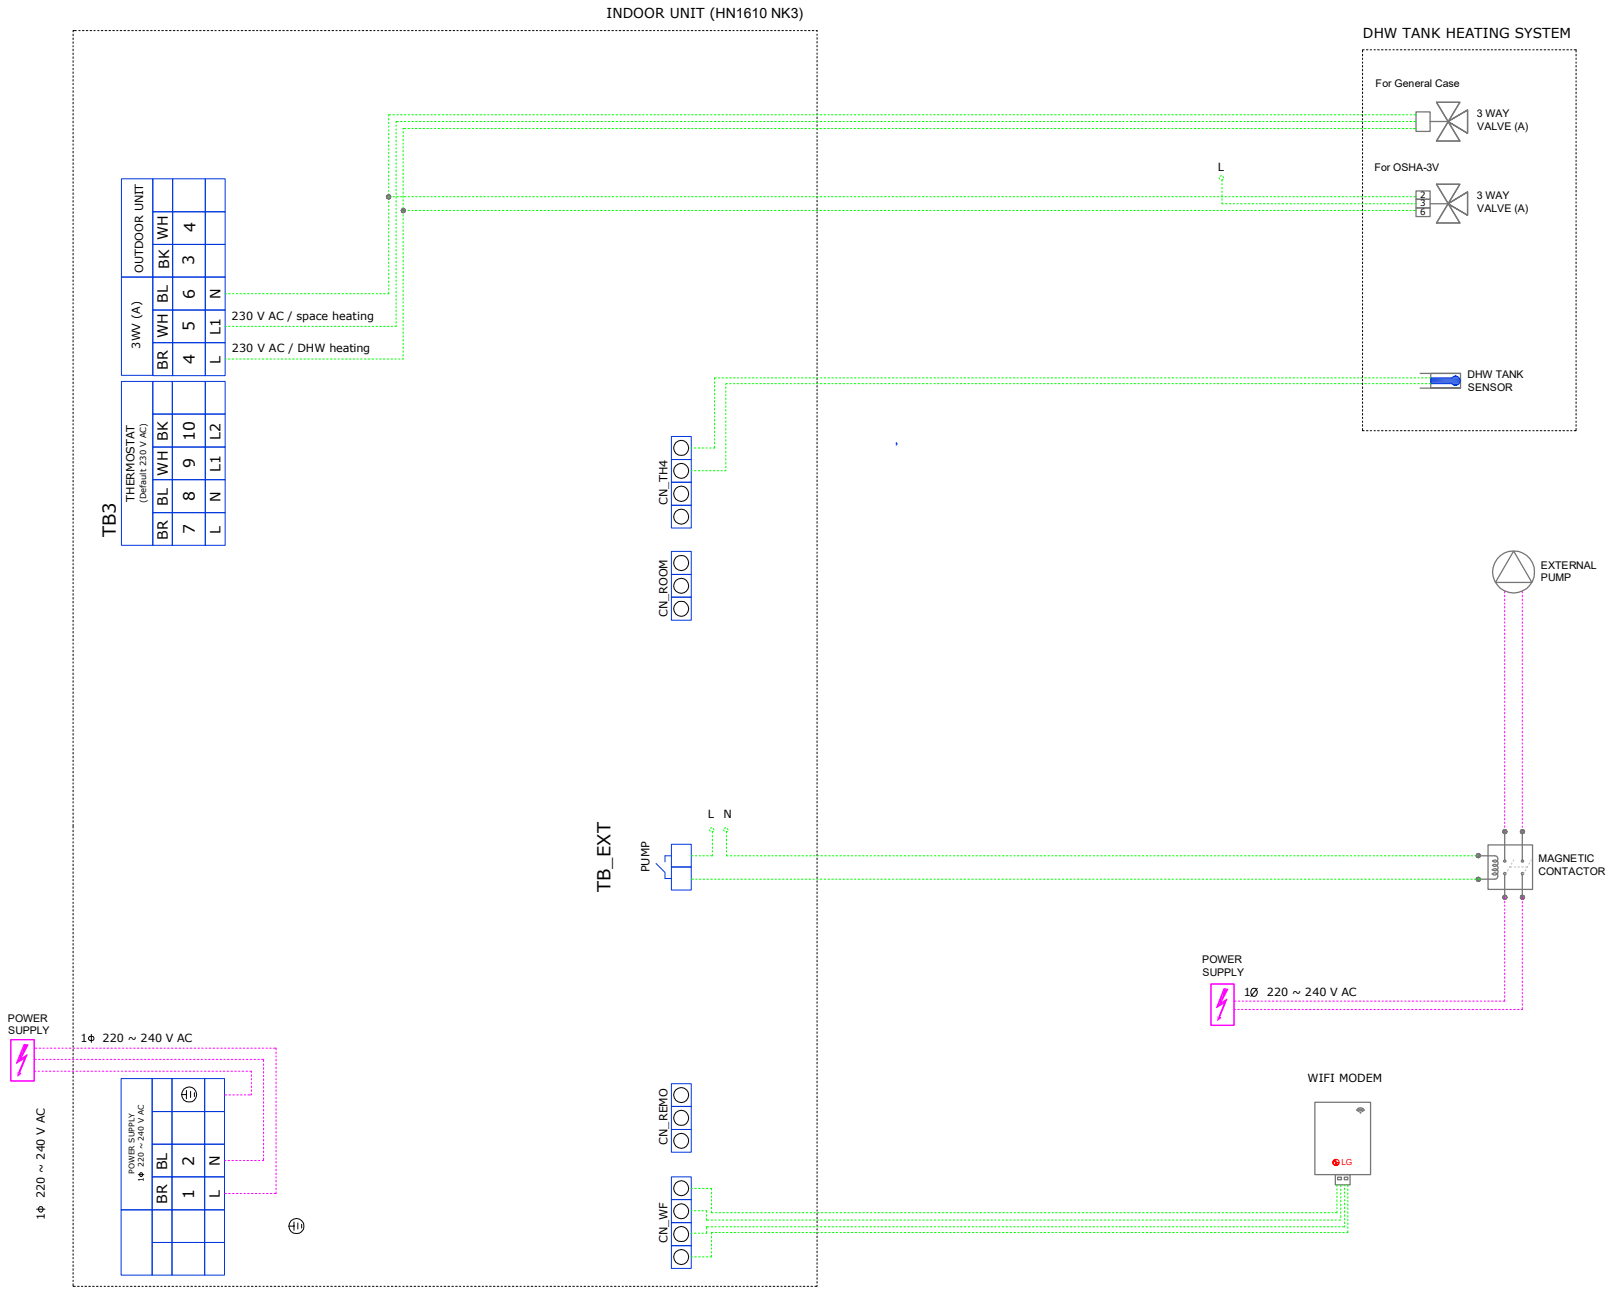 INDOOR UNIT (HN1610 NK3)
DHW TANK HEATING SYSTEM
For General Case
3 WAY
VALVE (A)
For OSHA-3V
L
2
3
6
3 WAY
VALVE (A)
OUTDOOR UNIT
WH 4
BK 3
3WV (A)
BL 6 N
WH 5 L1
BR 4 L
230 V AC / space heating
230 V AC / DHW heating
TB3
THERMOSTAT
(Default 230 V AC)
BK 10 L2
WH 9 L1
BL 8 N
BR 7 L
DHW TANK
SENSOR
CN_TH4
CN_ROOM
EXTERNAL
PUMP
TB_EXT
PUMP
L N
MAGNETIC
CONTACTOR
POWER
SUPPLY
1Ø 220 ~ 240 V AC
POWER
SUPPLY
1Φ 220 ~ 240 V AC
1Φ 220 ~ 240 V AC
POWER SUPPLY
1Φ 220 ~ 240 V AC
BL 2 N
BR 1 L
CN_REMO
CN_WF
WIFI MODEM
LG